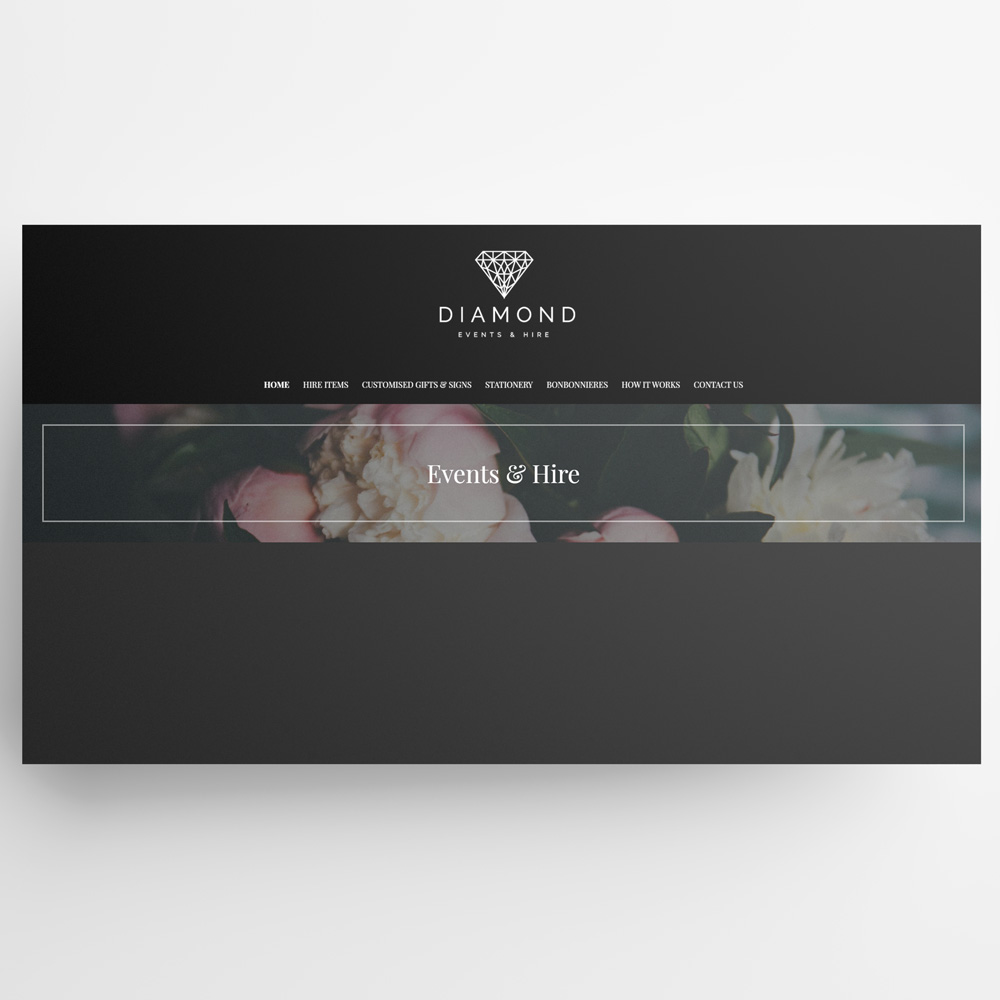 DIAMOND
EVENTS & HIRE
HOME HIRE ITEMS CUSTOMISED GIFTS & SIGNS STATIONERY BONBONNIERES HOW IT WORKS CONTACT US
Events & Hire